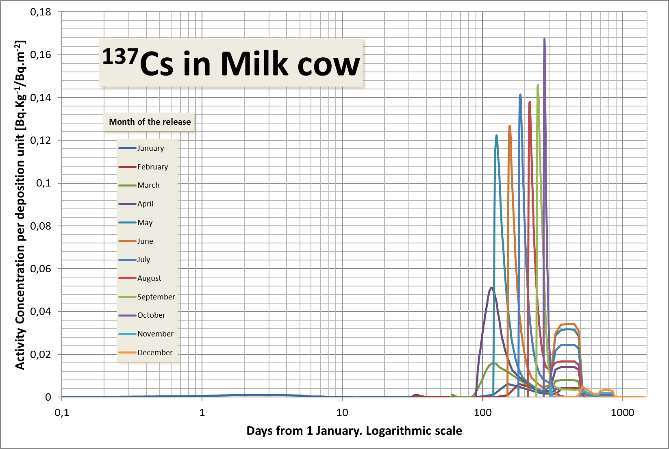 0,18
0,16
0,14
0,12
0,1
0,08
0,06
0,04
0,02
0
Activity Concentration per deposition unit [Bq.Kg⁻¹/Bq.m⁻²]
¹³⁷Cs in Milk cow
Month of the release
January
February
March
April
May
June
July
August
September
October
November
December
0,1 1 10 100 1000
Days from 1 January. Logarithmic scale